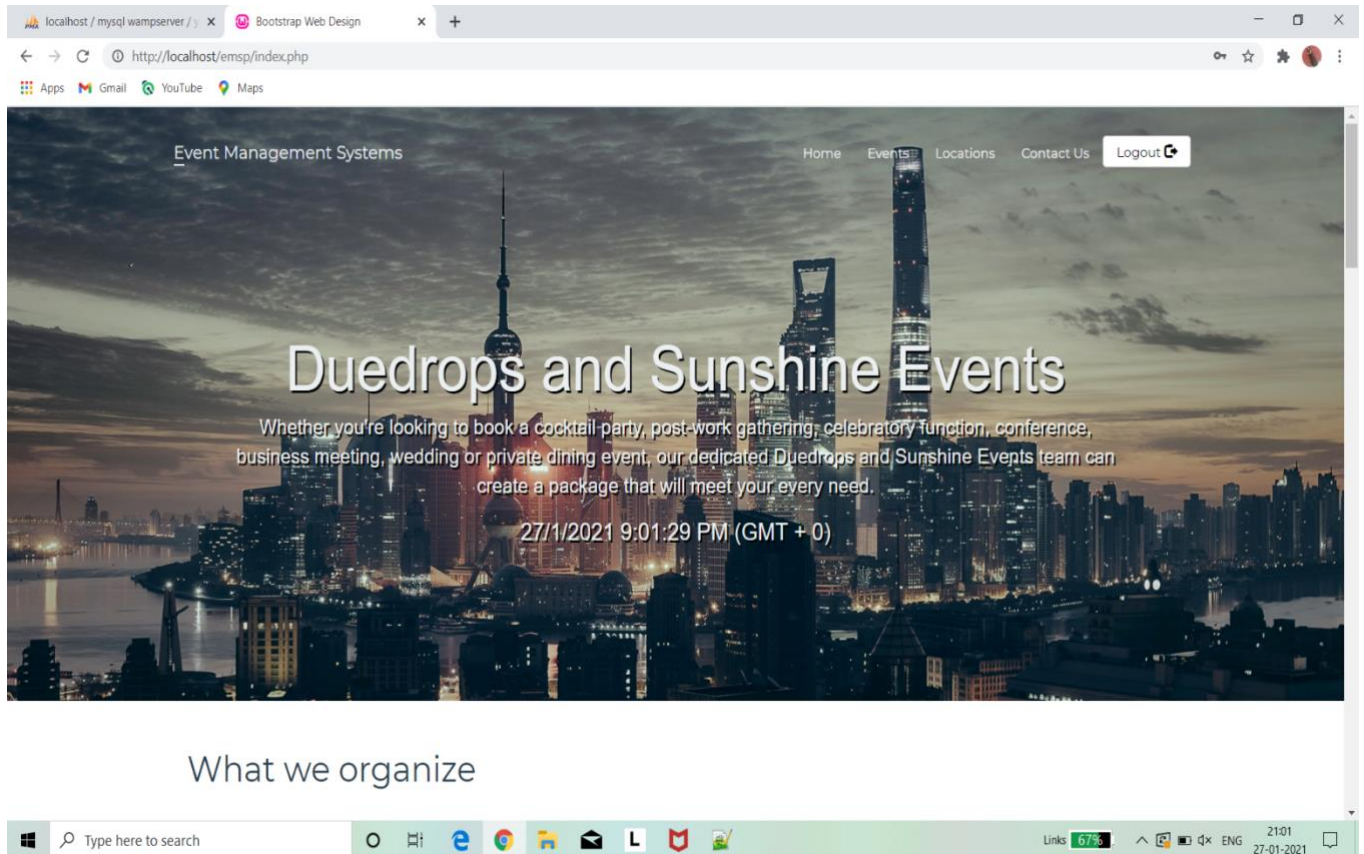 localhost / mysql wampserver / y
Bootstrap Web Design
http://localhost/emsp/index.php
Apps Gmail YouTube Maps
Event Management Systems
Home Events Locations Contact Us Logout
Duedrops and Sunshine Events
Whether you're looking to book a cocktail party, post-work gathering, celebratory function, conference,
business meeting, wedding or private dining event, our dedicated Duedrops and Sunshine Events team can
create a package that will meet your every need.
27/1/2021 9:01:29 PM (GMT + 0)
What we organize
Type here to search
L
Links 67% ENG 21:01
27-01-2021